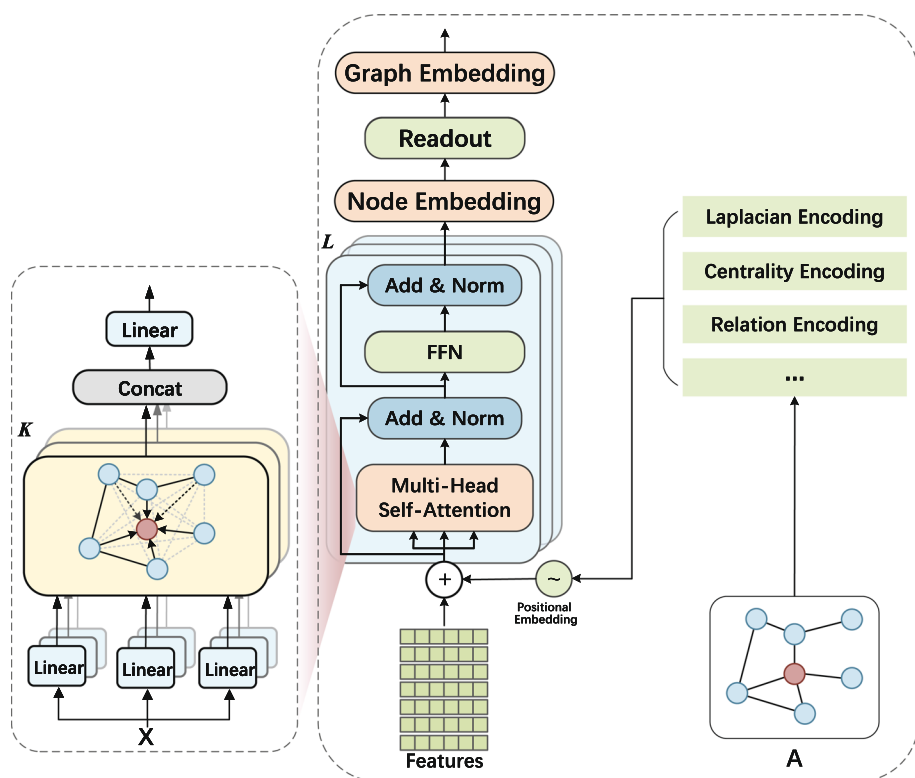 Graph Embedding
Readout
Node Embedding
L
Add & Norm
FFN
Add & Norm
Multi-Head
Self-Attention
+
~
Positional
Embedding
Features
Laplacian Encoding
Centrality Encoding
Relation Encoding
...
A
Linear
Concat
K
Linear
Linear
Linear
X